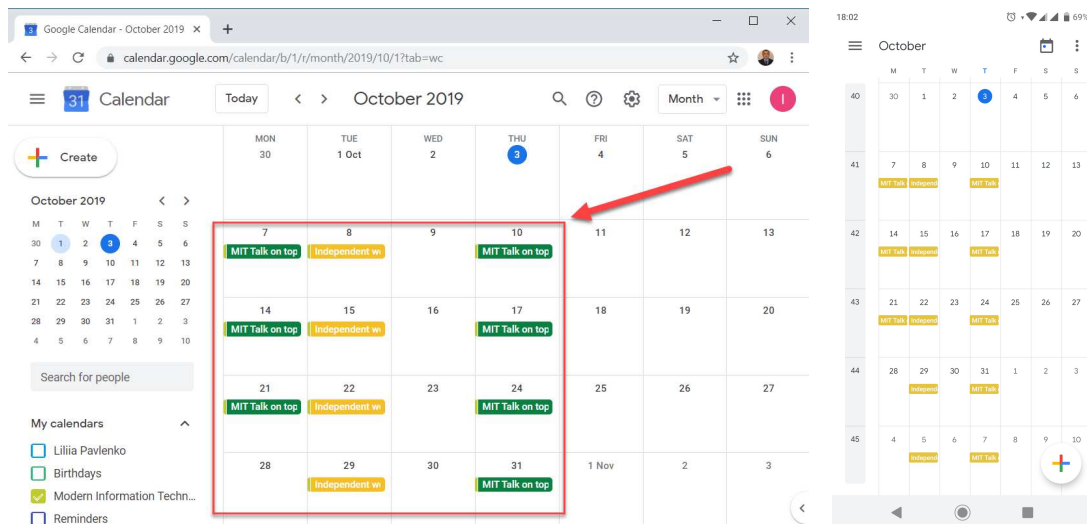 Google Calendar - October 2019
calendar.google.com/calendar/b/1/r/month/2019/10/1?tab=wc
31 Calendar Today October 2019 Month I
Create
October 2019
M T W T F S S
30 1 2 3 4 5 6
7 8 9 10 11 12 13
14 15 16 17 18 19 20
21 22 23 24 25 26 27
28 29 30 31 1 2 3
4 5 6 7 8 9 10
Search for people
My calendars
Liliia Pavlenko
Birthdays
Modern Information Techn...
Reminders
MON TUE WED THU FRI SAT SUN
30 1 Oct 2 3 4 5 6
7 8 9 10 11 12 13
MIT Talk on top Independent w MIT Talk on top
14 15 16 17 18 19 20
MIT Talk on top Independent w MIT Talk on top
21 22 23 24 25 26 27
MIT Talk on top Independent w MIT Talk on top
28 29 30 31 1 Nov 2 3
Independent w MIT Talk on top
18:02 69%
October
M T W T F S S
40 30 1 2 3 4 5 6
41 7 8 9 10 11 12 13
MIT Talk Independ MIT Talk
42 14 15 16 17 18 19 20
MIT Talk Independ MIT Talk
43 21 22 23 24 25 26 27
MIT Talk Independ MIT Talk
44 28 29 30 31 1 2 3
Independ MIT Talk
45 4 5 6 7 8 9 10
Independ MIT Talk